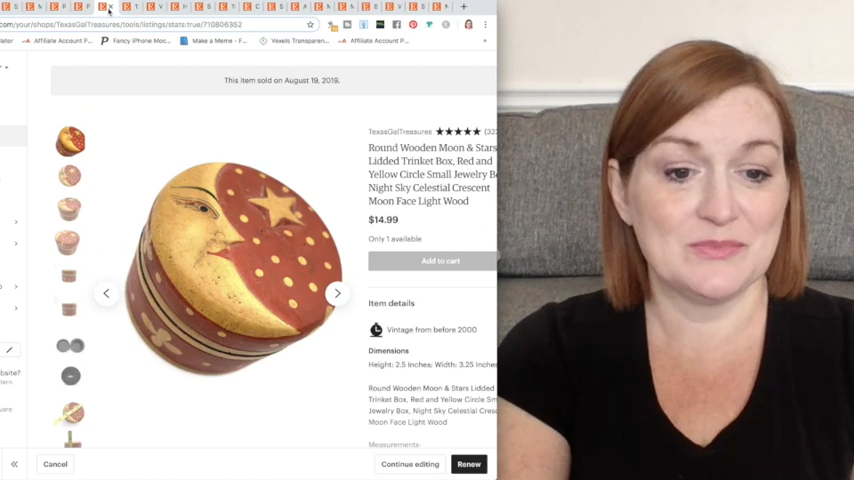 com/your/shops/TexasGalTreasures/tools/listings/stats:true/710806352
Affiliate Account P...
Fancy iPhone Moc...
Make a Meme - F...
Vexels Transparen...
Affiliate Account P...
This item sold on August 19, 2019.
TexasGalTreasures ★★★★★ (322
Round Wooden Moon & Stars
Lidded Trinket Box, Red and
Yellow Circle Small Jewelry Bo
Night Sky Celestial Crescent
Moon Face Light Wood
$14.99
Only 1 available
Add to cart
Item details
Vintage from before 2000
Dimensions
Height: 2.5 Inches; Width: 3.25 Inches
Round Wooden Moon & Stars Lidded
Trinket Box, Red and Yellow Circle Sm
Jewelry Box, Night Sky Celestial Cresc
Moon Face Light Wood
Measurements-
Cancel
Continue editing
Renew